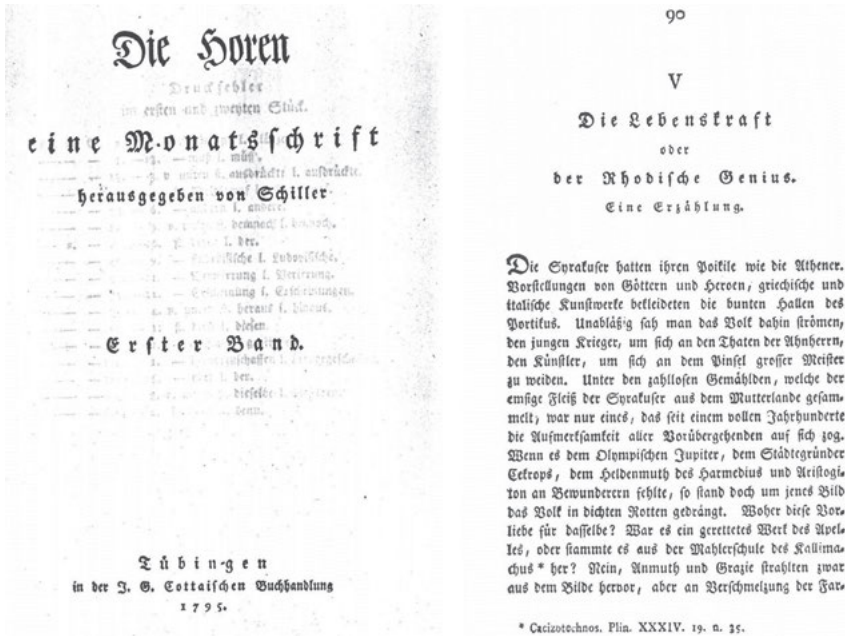 Die Horen
Druckfehler
im ersten und zweyten Stück.
eine Monatsschrift
herausgegeben von Schiller
Erster Band.
Tübingen
in der J. G. Cottaischen Buchhandlung
1795.
90
V
Die Lebenskraft
oder
der Rhodische Genius.
Eine Erzählung.
Die Syrakuser hatten ihren Poikile wie die Athener.
Vorstellungen von Göttern und Heroen, griechische und
italische Kunstwerke bekleideten die bunten Hallen des
Portikus. Unabläßig sah man das Volk dahin strömen,
den jungen Krieger, um sich an den Thaten der Ahnherrn,
den Künstler, um sich an dem Pinsel grosser Meister
zu weiden. Unter den zahllosen Gemählden, welche der
emsige Fleiß der Syrakuser aus dem Mutterlande gesam-
melt, war nur eines, das seit einem vollen Jahrhunderte
die Aufmerksamkeit aller Vorübergehenden auf sich zog.
Wenn es dem Olympischen Jupiter, dem Städtegründer
Cekrops, dem Heldenmuth des Harmedius und Aristogi-
ton an Bewunderern fehlte, so stand doch um jenes Bild
das Volk in dichten Rotten gedrängt. Woher diese Vor-
liebe für dasselbe? War es ein gerettetes Werk des Apel-
les, oder stammte es aus der Mahlerschule des Kallima-
chus * her? Nein, Anmuth und Grazie strahlten zwar
aus dem Bilde hervor, aber an Verschmelzung der Far-
* Cacizotechnos. Plin. XXXIV. 19. n. 35.